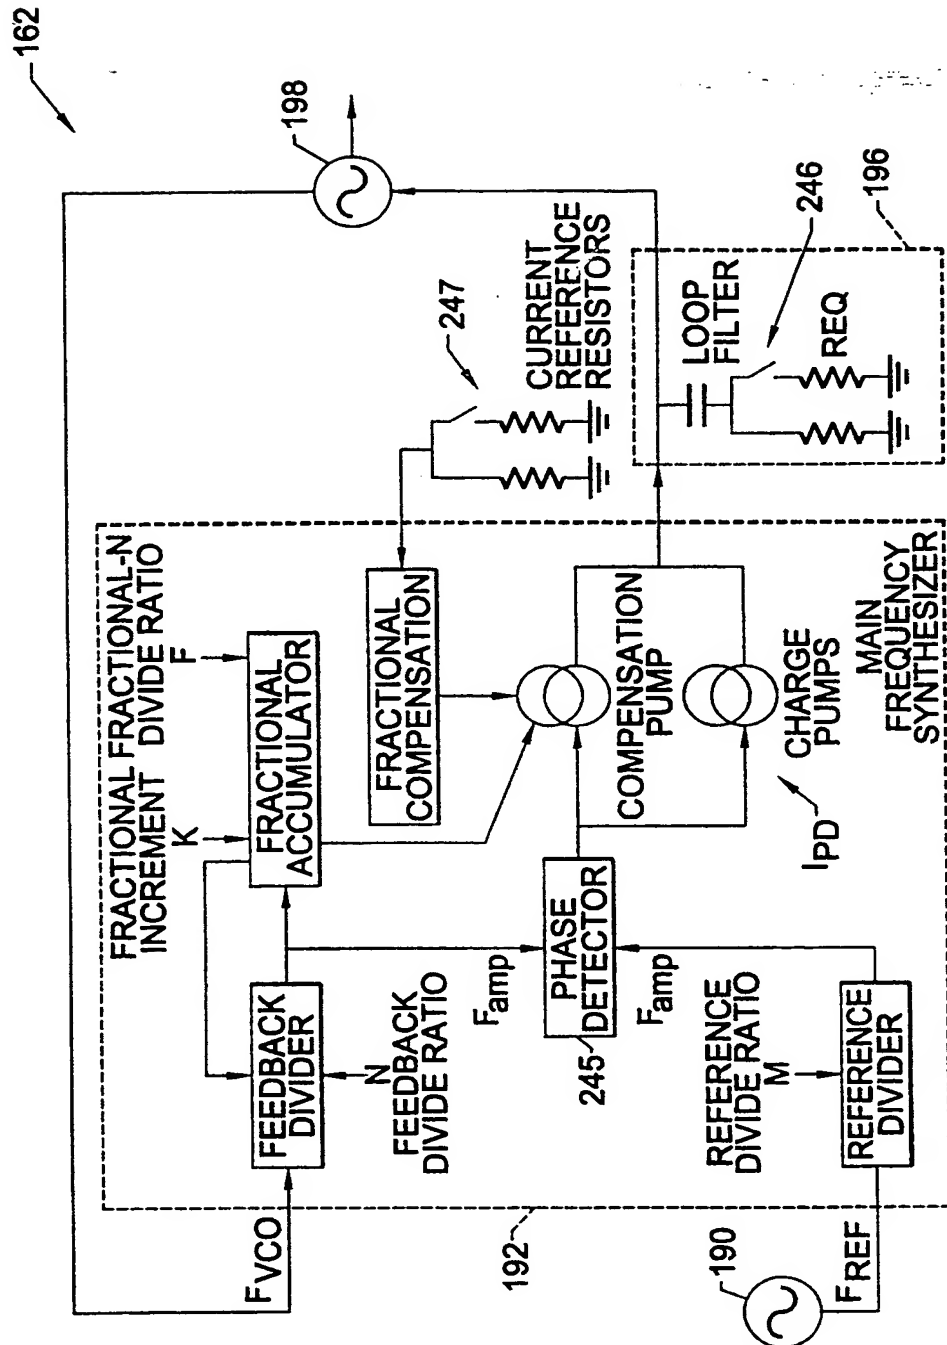 162
198
FRACTIONAL FRACTIONAL-N
INCREMENT DIVIDE RATIO
K
F
FRACTIONAL
ACCUMULATOR
FEEDBACK
DIVIDER
N
FEEDBACK
DIVIDE RATIO
FVCO
247
CURRENT
REFERENCE
RESISTORS
FRACTIONAL
COMPENSATION
COMPENSATION
PUMP
Famp
PHASE
DETECTOR
245
Famp
IPD
CHARGE
PUMPS
MAIN
FREQUENCY
SYNTHESIZER
LOOP
FILTER
246
REQ
196
192
REFERENCE
DIVIDE RATIO
M
REFERENCE
DIVIDER
190
FREF